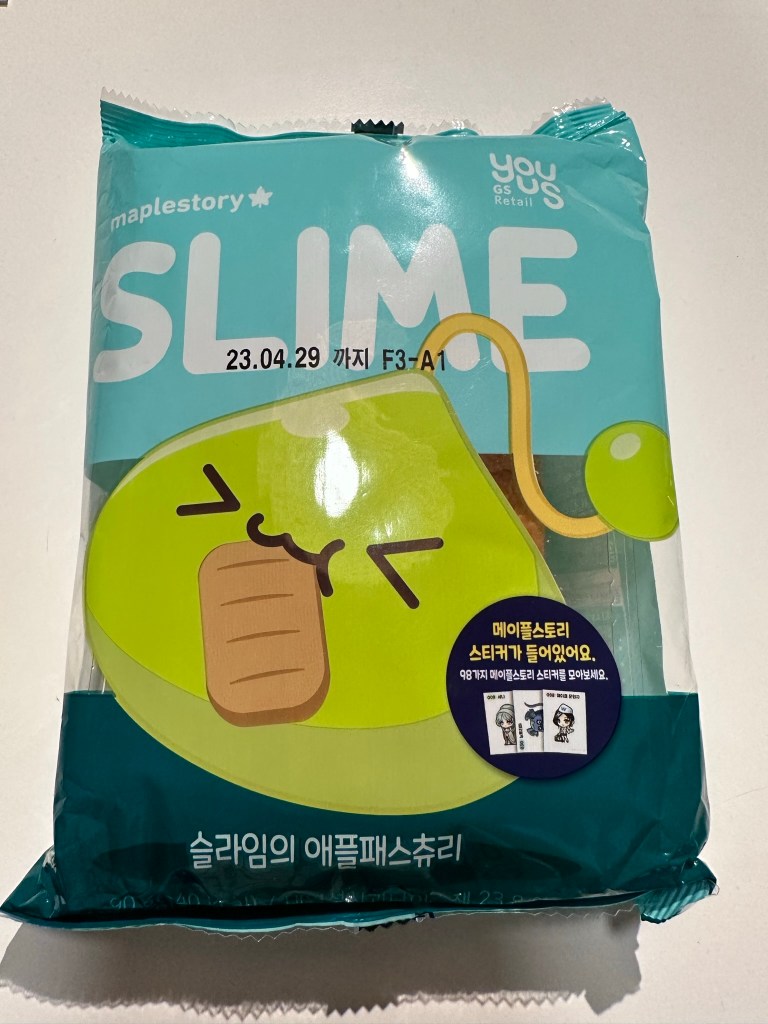 maplestory
you
us
GS
Retail
SLIME
23.04.29 까지 F3-A1
메이플스토리
스티커가 들어있어요.
98가지 메이플스토리 스티커를 모아보세요.
슬라임의 애플패스츄리